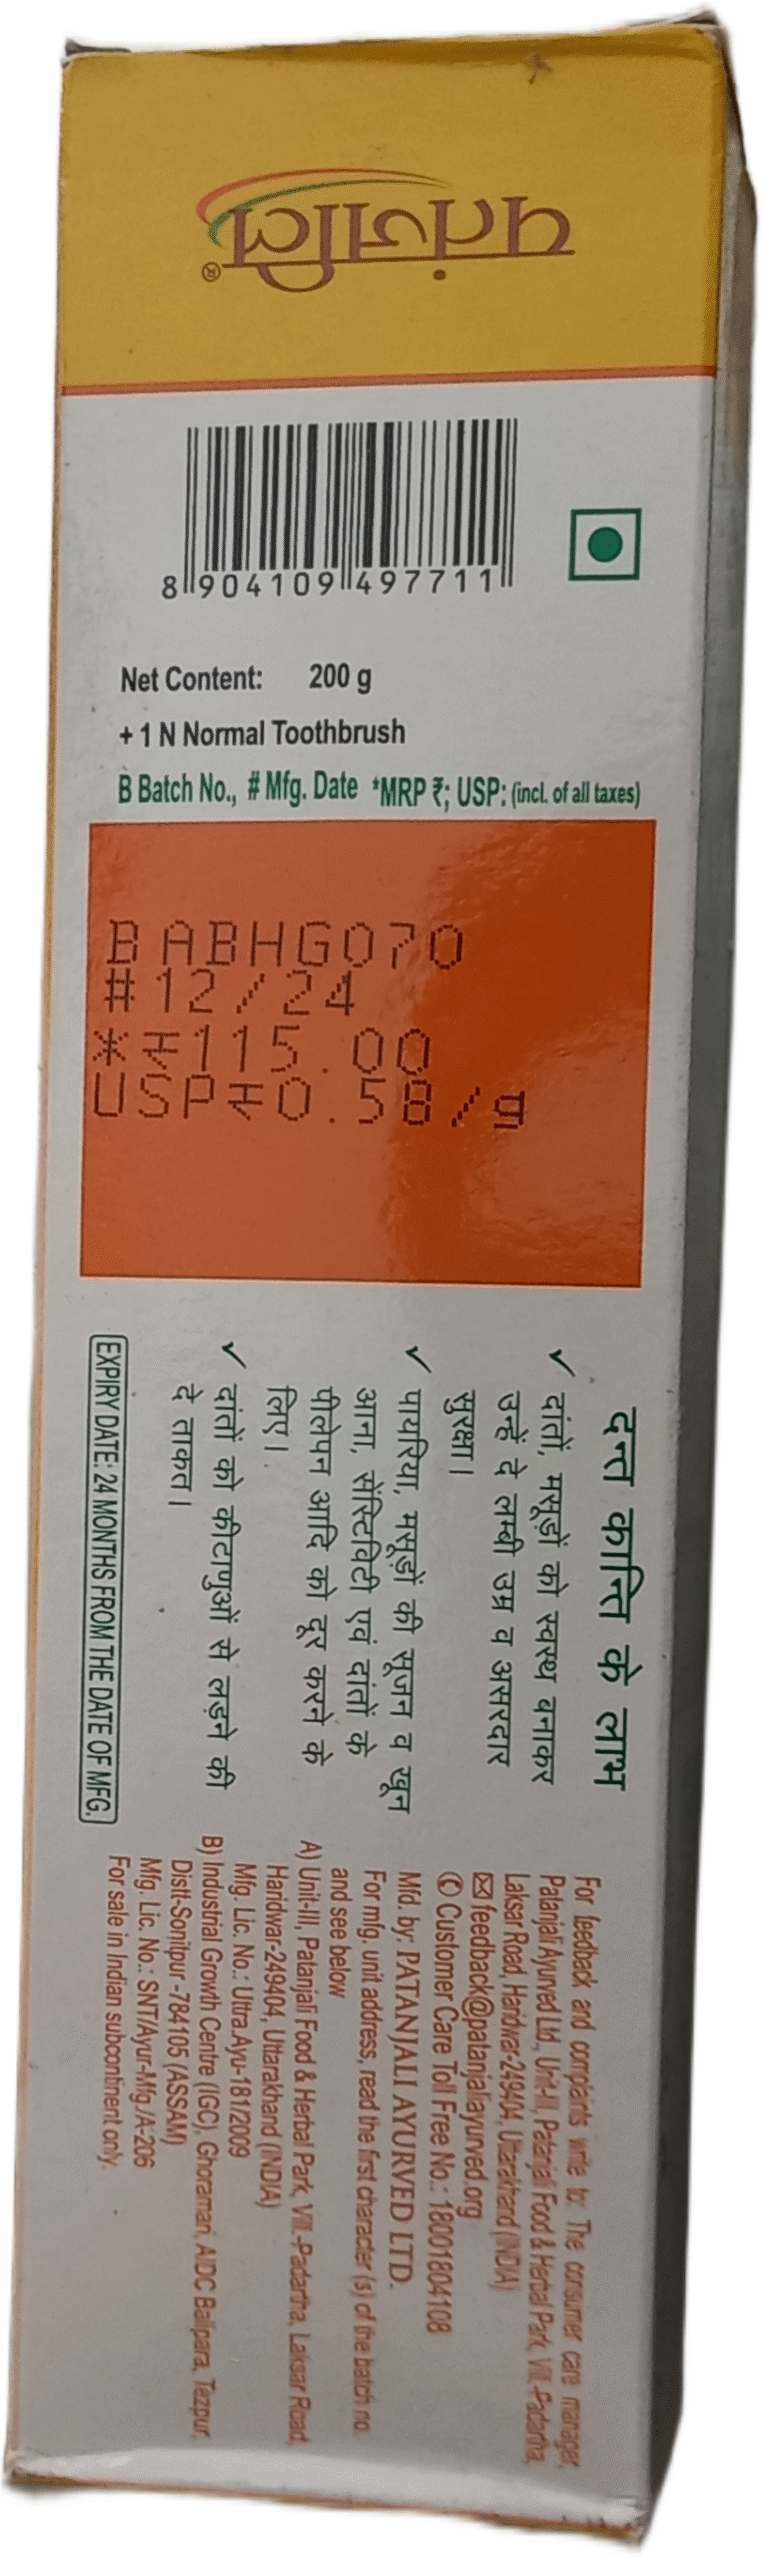 पतंजलि®
8 904109 497711
Net Content: 200 g
+ 1 N Normal Toothbrush
B Batch No., # Mfg. Date *MRP ₹; USP: (incl. of all taxes)
B ABHG070
# 12/24
* ₹115.00
USP ₹0.58/g
दन्त कान्ति के लाभ
✓ दांतों, मसूड़ों को स्वस्थ बनाकर
उन्हें दे लम्बी उम्र व असरदार
सुरक्षा।
✓ पायरिया, मसूड़ों की सूजन व खून
आना, सेंस्टिविटी एवं दांतों के
पीलेपन आदि को दूर करने के
लिए।
✓ दांतों को कीटाणुओं से लड़ने की
दे ताकत।
EXPIRY DATE: 24 MONTHS FROM THE DATE OF MFG.
For feedback and complaints write to: The consumer care manager,
Patanjali Ayurved Ltd., Unit-III, Patanjali Food & Herbal Park, Vill.-Padartha,
Laksar Road, Haridwar-249404, Uttarakhand (INDIA)
feedback@patanjaliayurved.org
Customer Care Toll Free No.: 18001804108
Mfd. by: PATANJALI AYURVED LTD.
For mfg. unit address, read the first character (s) of the batch no.
and see below
A) Unit-III, Patanjali Food & Herbal Park, Vill.-Padartha, Laksar Road,
Haridwar-249404, Uttarakhand (INDIA)
Mfg. Lic. No.: Uttra.Ayu-181/2009
B) Industrial Growth Centre (IGC), Ghoramari, AIDC Balipara, Tezpur,
Distt-Sonitpur -784105 (ASSAM)
Mfg. Lic. No.: SNT/Ayur-Mfg./A-206
For sale in Indian subcontinent only.